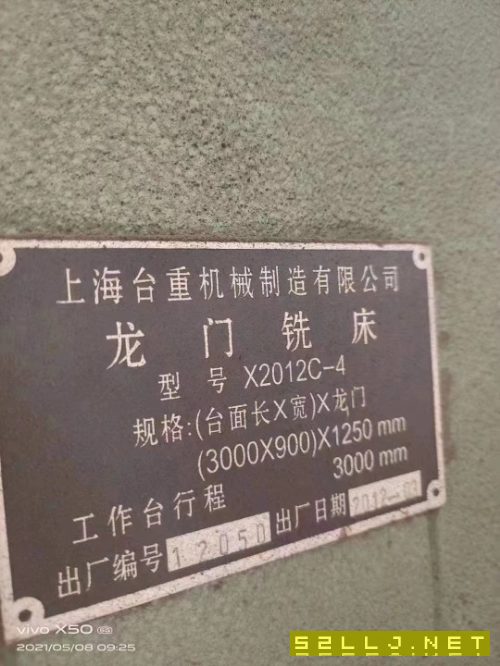 上海台重机械制造有限公司
龙门铣床
型号 X2012C-4
规格:(台面长X宽)X龙门
(3000X900)X1250 mm
工作台行程 3000 mm
出厂编号 12050 出厂日期 2012-03
vivo X50 5G
2021/05/08 09:25
52LLJ.NET